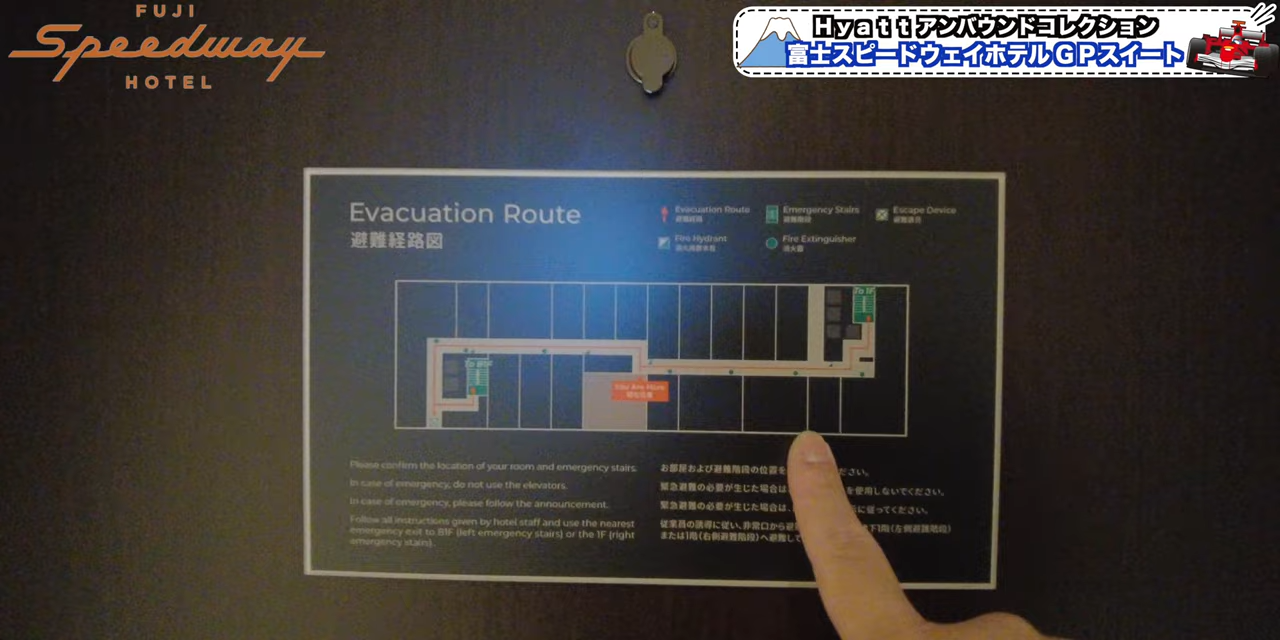 FUJI
Speedway
HOTEL
Hyattアンバウンドコレクション
富士スピードウェイホテルGPスイート
Evacuation Route
避難経路図
Evacuation Route
避難経路
Emergency Stairs
避難階段
Escape Device
避難器具
Fire Hydrant
Fire Extinguisher
消火器
To 1F
You Are Here
Please confirm the location of your room and emergency stairs.
In case of emergency, do not use the elevators.
In case of emergency, please follow the announcement.
Follow all instructions given by hotel staff and use the nearest
emergency exit to B1F (left emergency stairs) or the 1F (right
emergency stairs).
お部屋および避難階段の位置を ださい。
緊急避難の必要が生じた場合は を使用しないでください。
緊急避難の必要が生じた場合は、 に従ってください。
従業員の誘導に従い、非常口から避 下1階(左側避難階段)
または1階(右側避難階段)へ避難して